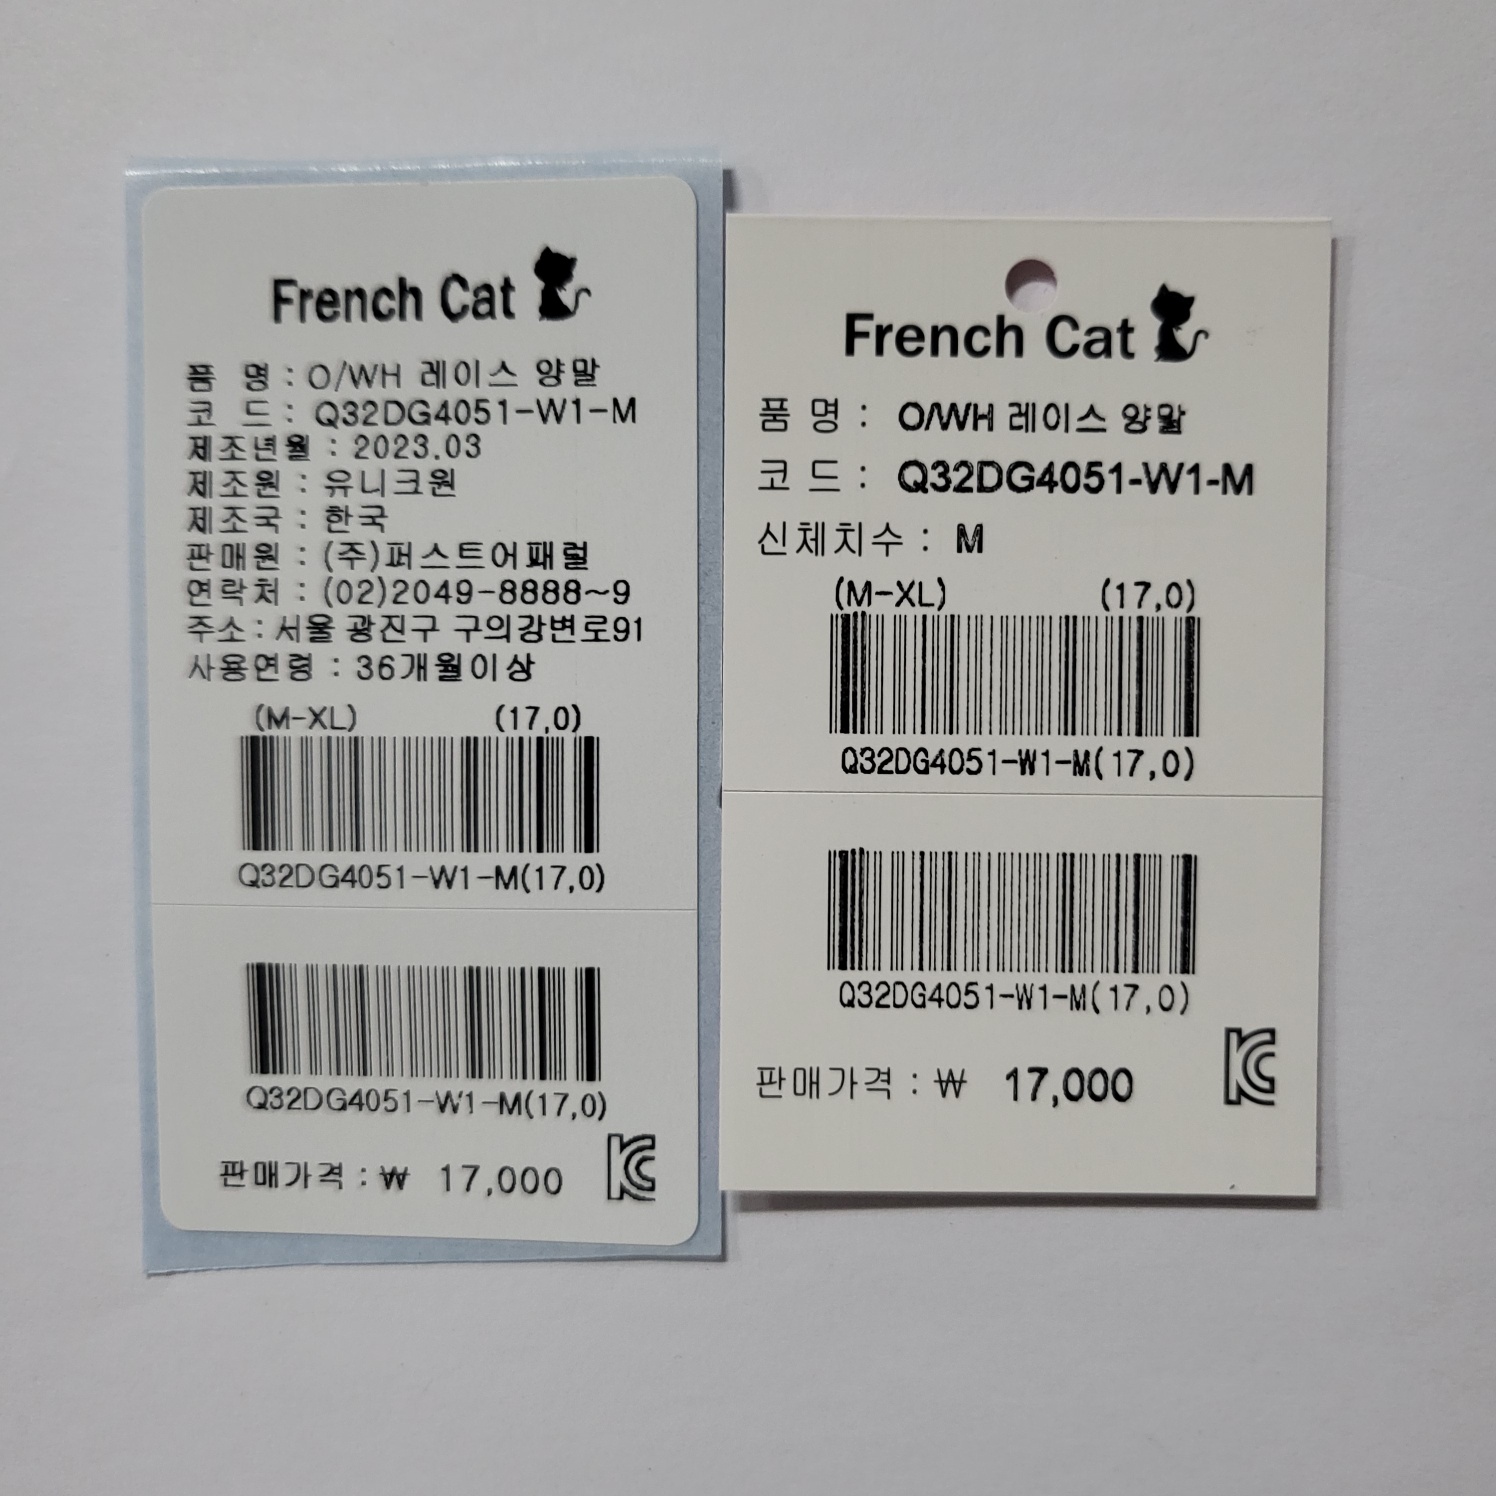 French Cat
품 명 : O/WH 레이스 양말
코 드 : Q32DG4051-W1-M
제조년월 : 2023.03
제조원 : 유니크원
제조국 : 한국
판매원 : (주)퍼스트어패럴
연락처 : (02)2049-8888~9
주소 : 서울 광진구 구의강변로91
사용연령 : 36개월이상
(M-XL) (17,0)
Q32DG4051-W1-M(17,0)
Q32DG4051-W1-M(17,0)
판매가격 : ₩ 17,000
French Cat
품 명 : O/WH 레이스 양말
코 드 : Q32DG4051-W1-M
신체치수 : M
(M-XL) (17,0)
Q32DG4051-W1-M(17,0)
Q32DG4051-W1-M(17,0)
판매가격 : ₩ 17,000